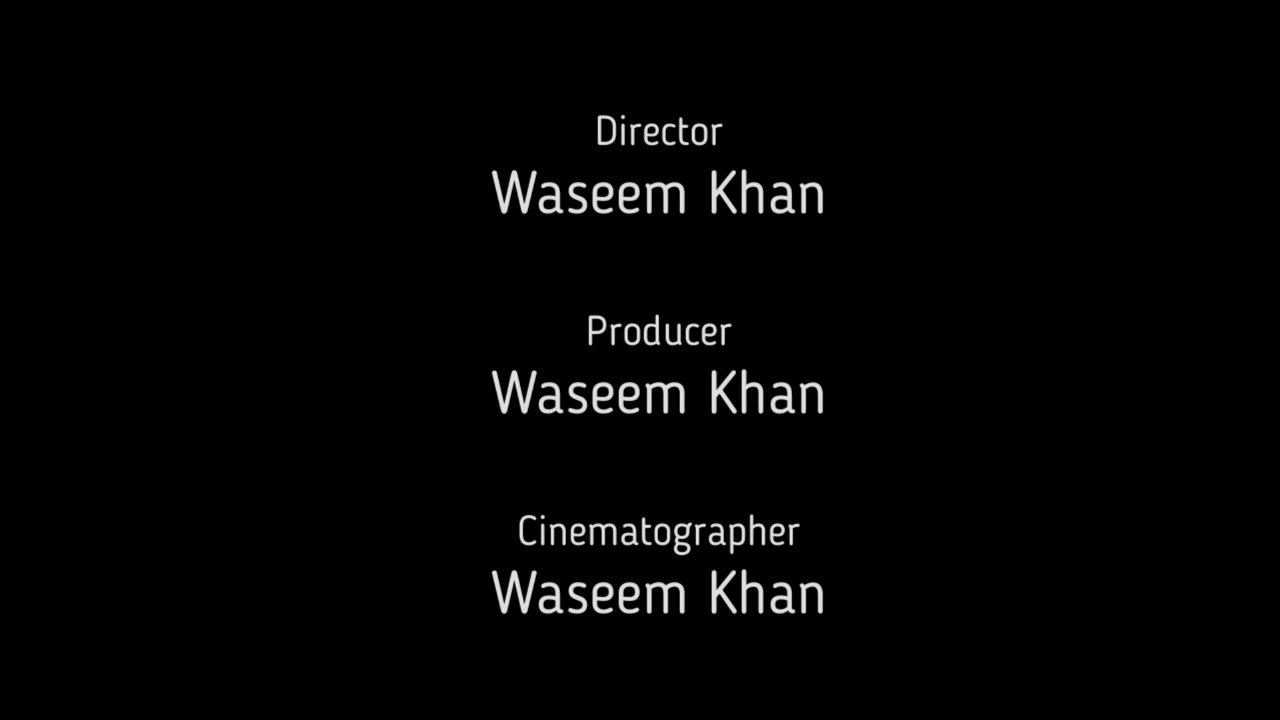 Director
Waseem Khan
Producer
Waseem Khan
Cinematographer
Waseem Khan